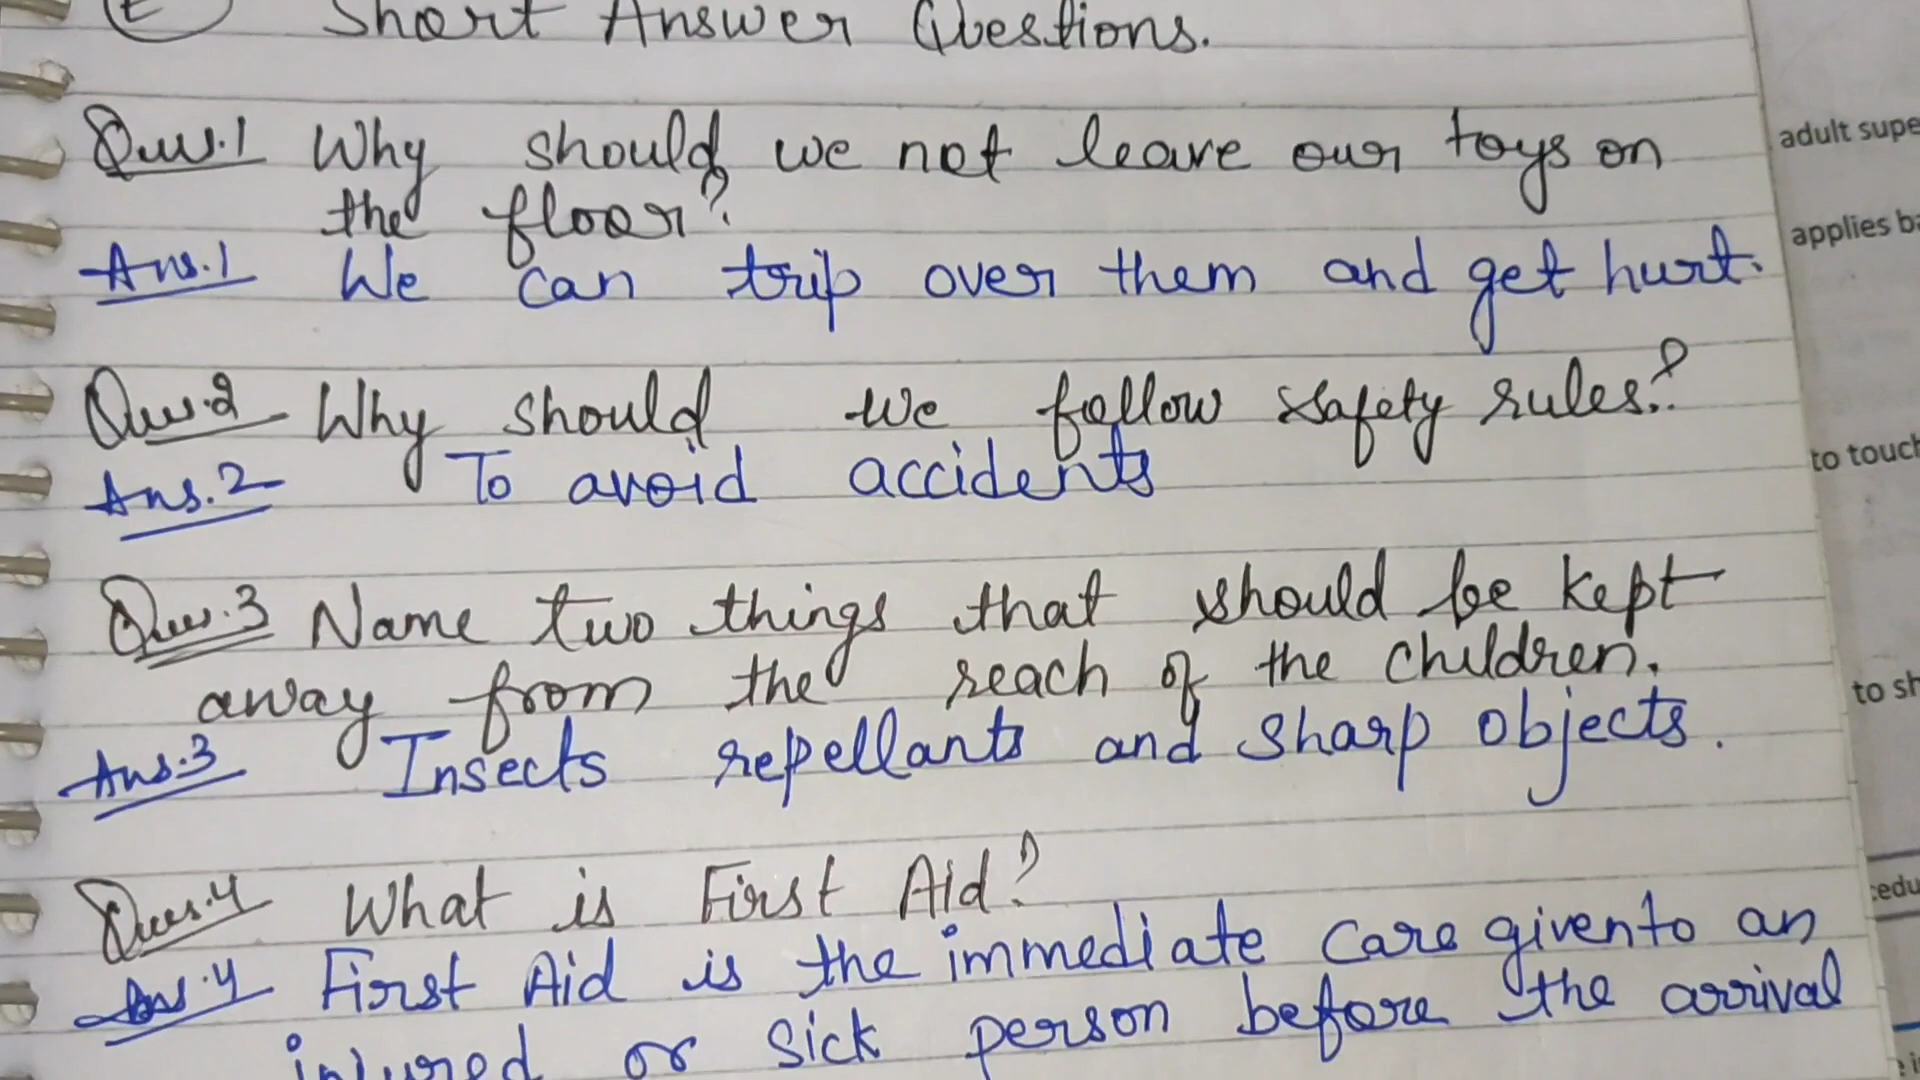 E Short Answer Questions.
Ques.1 Why should we not leave our toys on
the floor?
Ans.1 We can trip over them and get hurt.
Ques.2 Why should we follow safety rules?
Ans.2 To avoid accidents
Ques.3 Name two things that should be kept
away from the reach of the children.
Ans.3 Insects repellants and sharp objects.
Ques.4 What is First Aid?
Ans.4 First Aid is the immediate care given to an
injured or sick person before the arrival
adult supe
applies ba
to touch
to sh
cedu